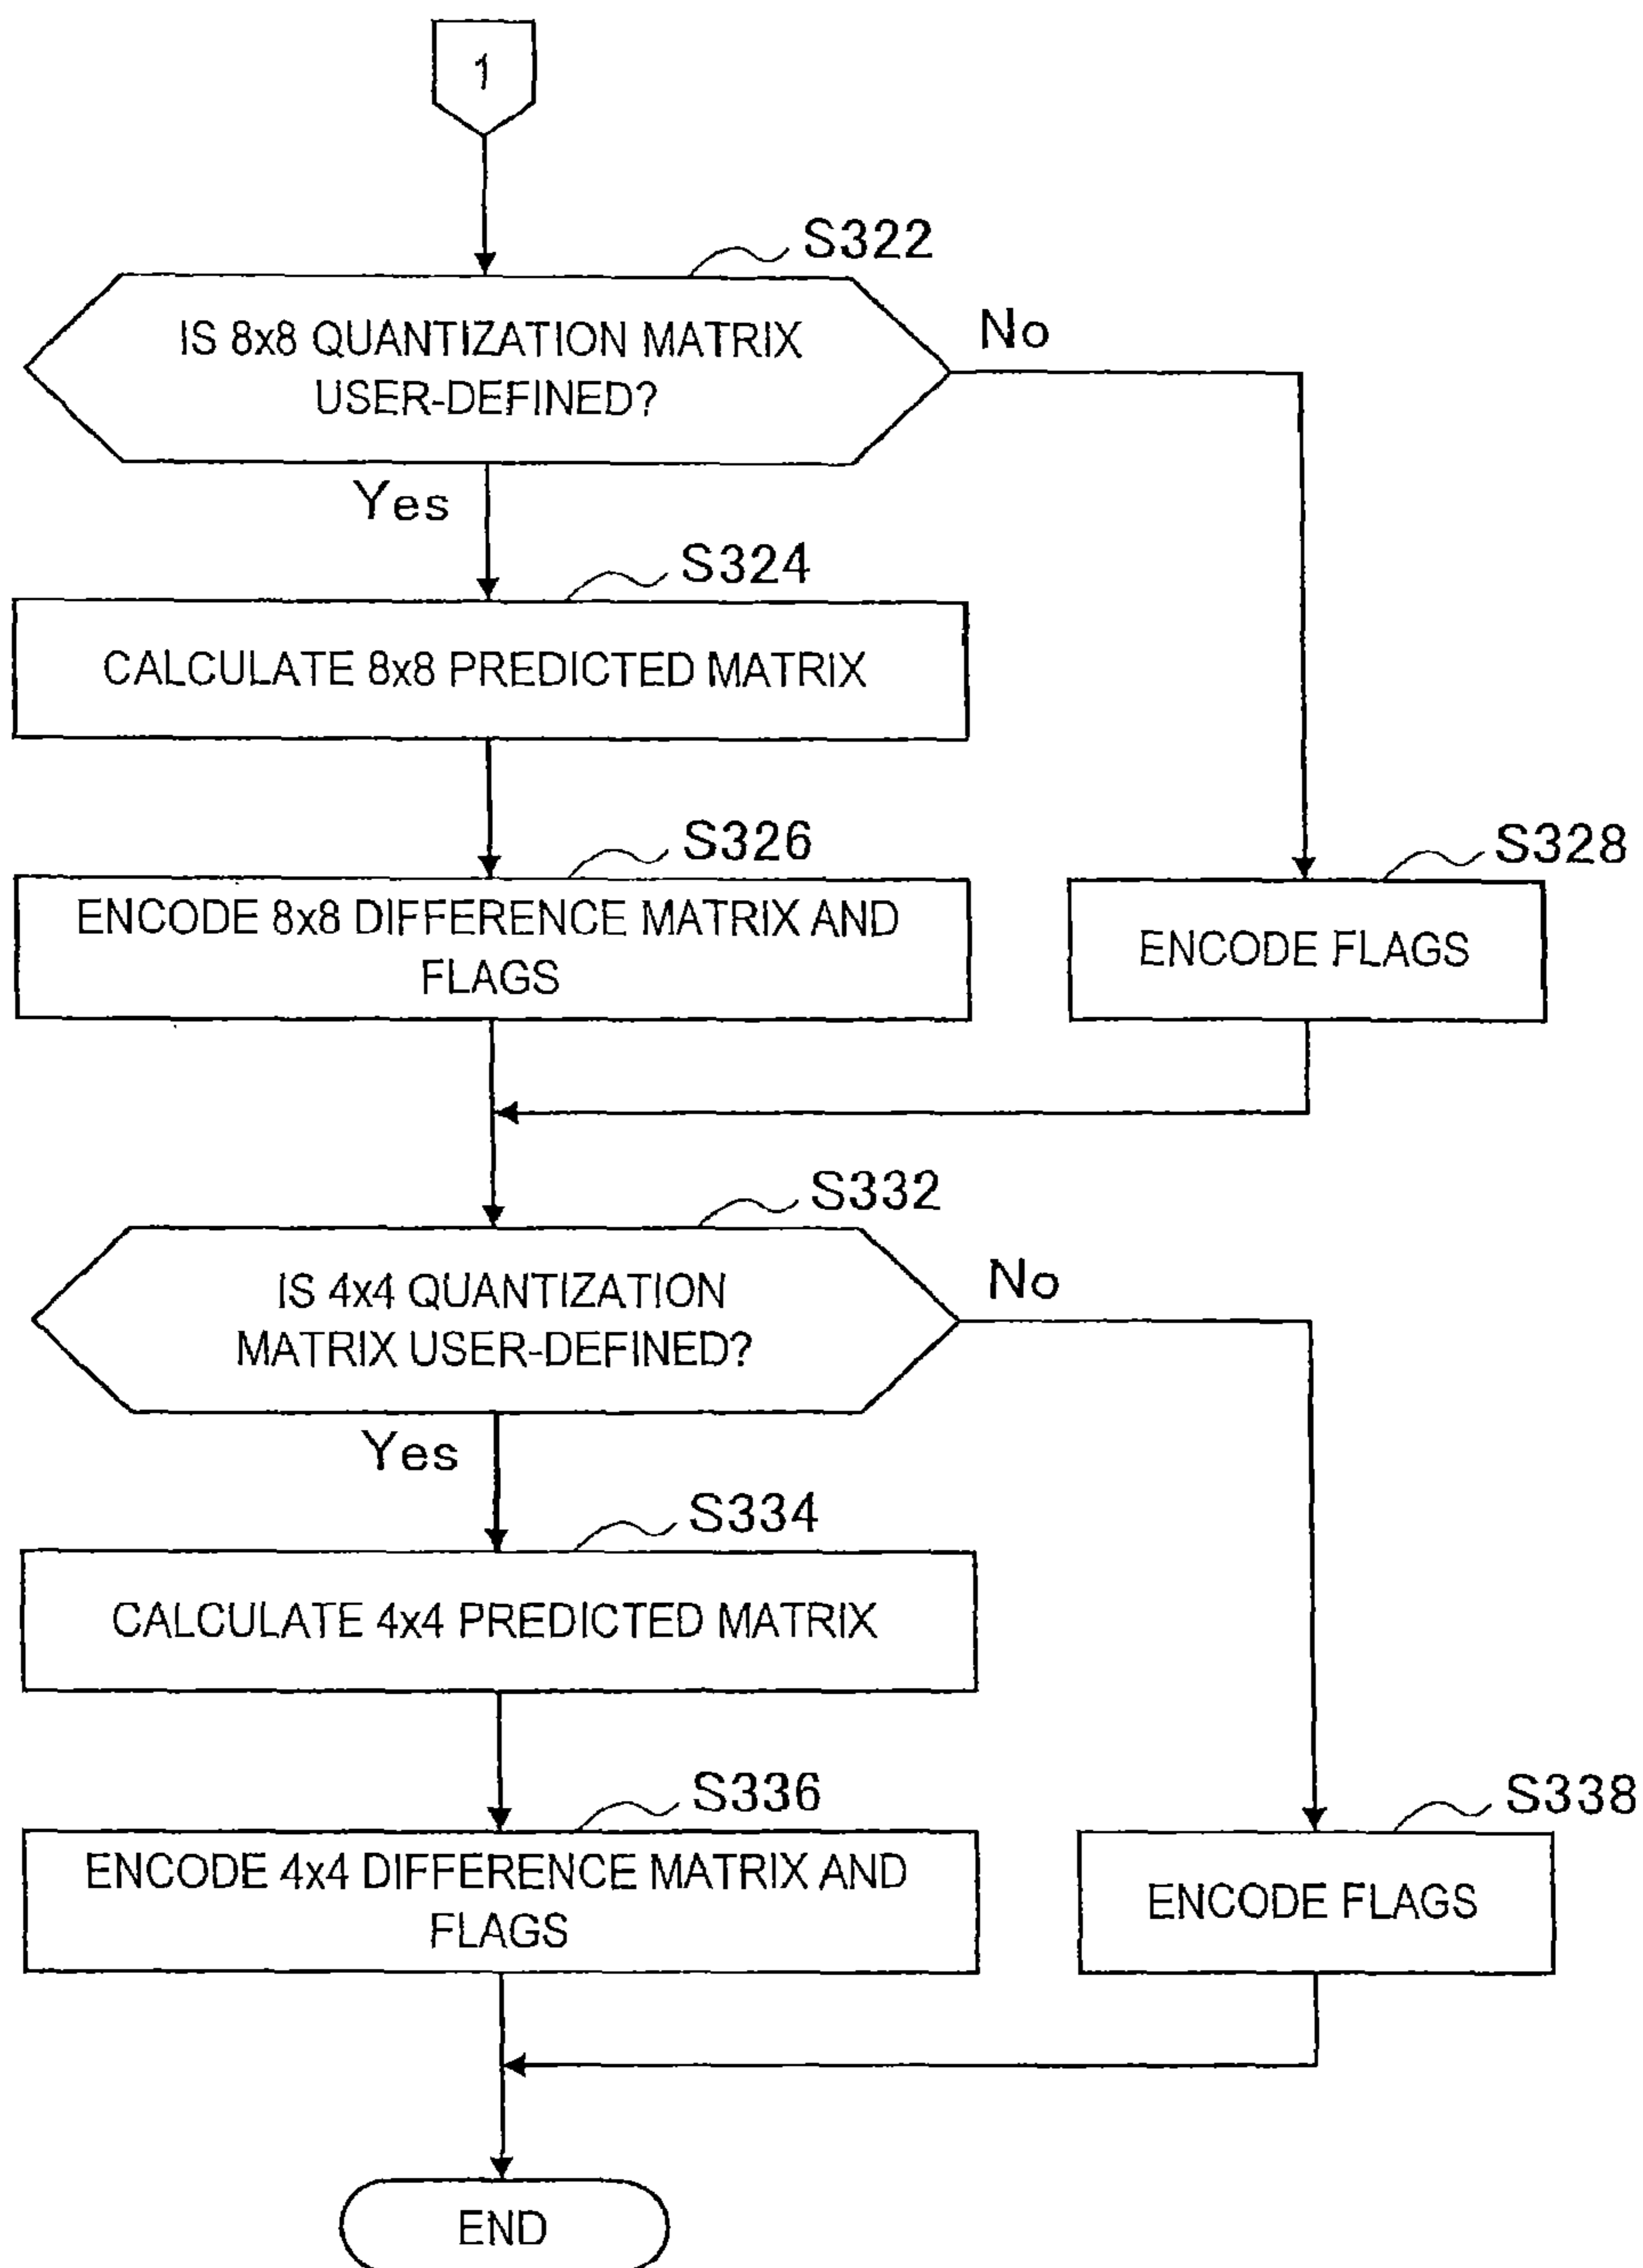 1
S322
IS 8x8 QUANTIZATION MATRIX
USER-DEFINED?
No
Yes
S324
CALCULATE 8x8 PREDICTED MATRIX
S326
ENCODE 8x8 DIFFERENCE MATRIX AND
FLAGS
S328
ENCODE FLAGS
S332
IS 4x4 QUANTIZATION
MATRIX USER-DEFINED?
No
Yes
S334
CALCULATE 4x4 PREDICTED MATRIX
S336
ENCODE 4x4 DIFFERENCE MATRIX AND
FLAGS
S338
ENCODE FLAGS
END